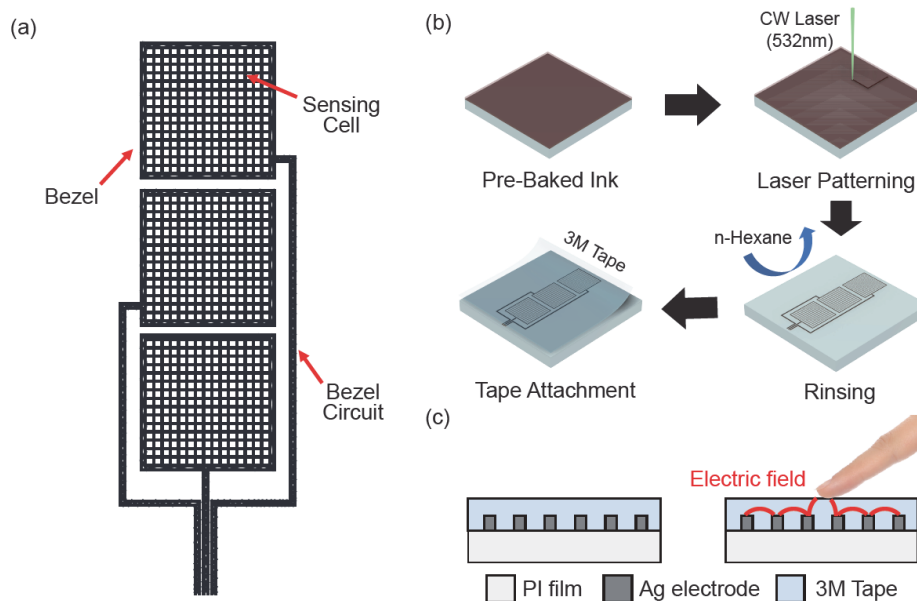 (a)
Sensing
Cell
Bezel
Bezel
Circuit
(b)
CW Laser
(532nm)
Pre-Baked Ink
Laser Patterning
n-Hexane
3M Tape
Tape Attachment
Rinsing
(c)
Electric field
PI film
Ag electrode
3M Tape